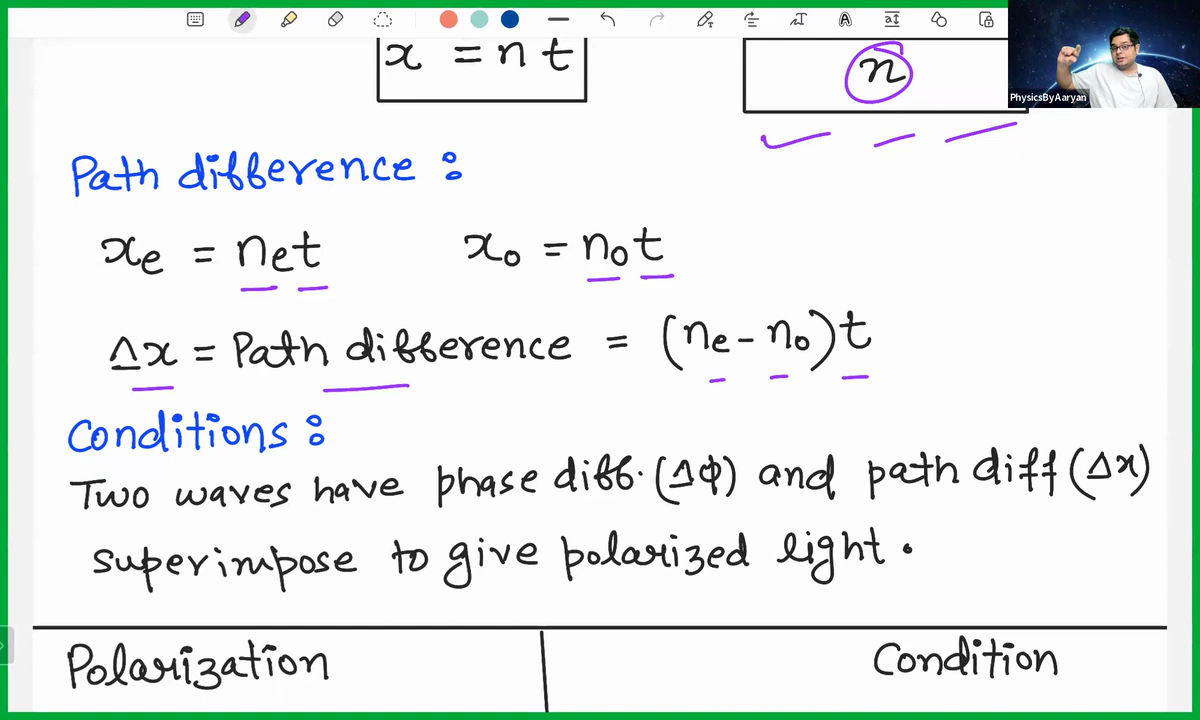 x = n t
n
PhysicsByAaryan
Path difference :
xe = net
xo = not
Δx = Path difference = (ne - no)t
Conditions :
Two waves have phase diff. (Δϕ) and path diff (Δx)
superimpose to give polarized light.
Polarization
Condition